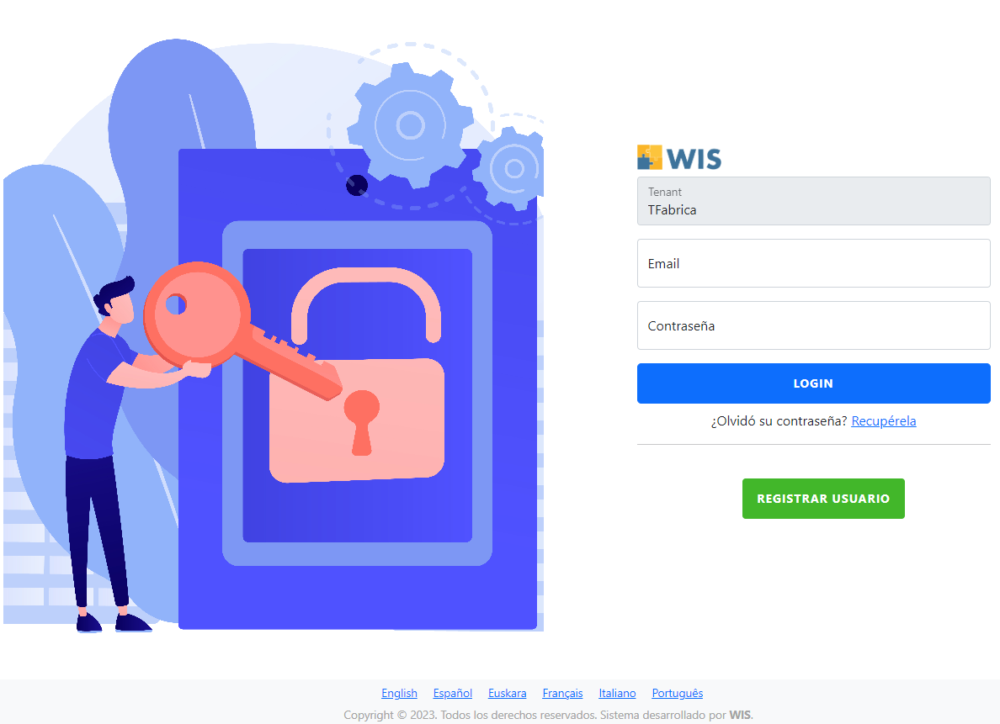 WIS
Tenant
TFabrica
Email
Contraseña
LOGIN
¿Olvidó su contraseña? Recupérela
REGISTRAR USUARIO
English Español Euskara Français Italiano Português
Copyright © 2023. Todos los derechos reservados. Sistema desarrollado por WIS.